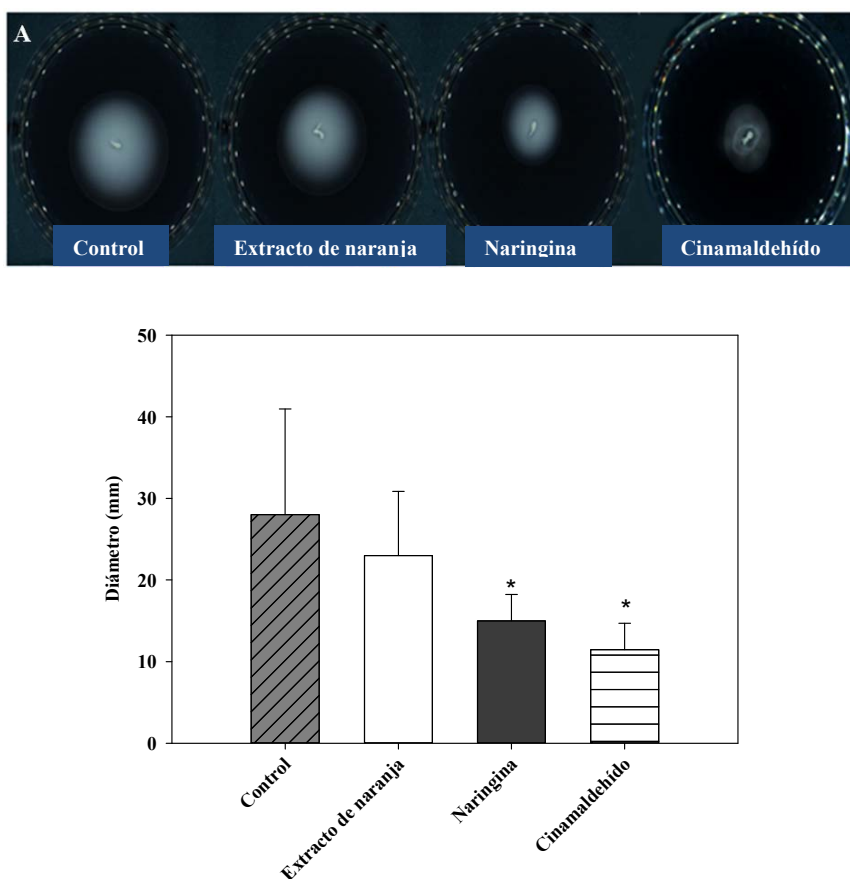 A
Control Extracto de naranja Naringina Cinamaldehído
50
40
30
20
10
0
Diámetro (mm)
*
*
Control
Extracto de naranja
Naringina
Cinamaldehído